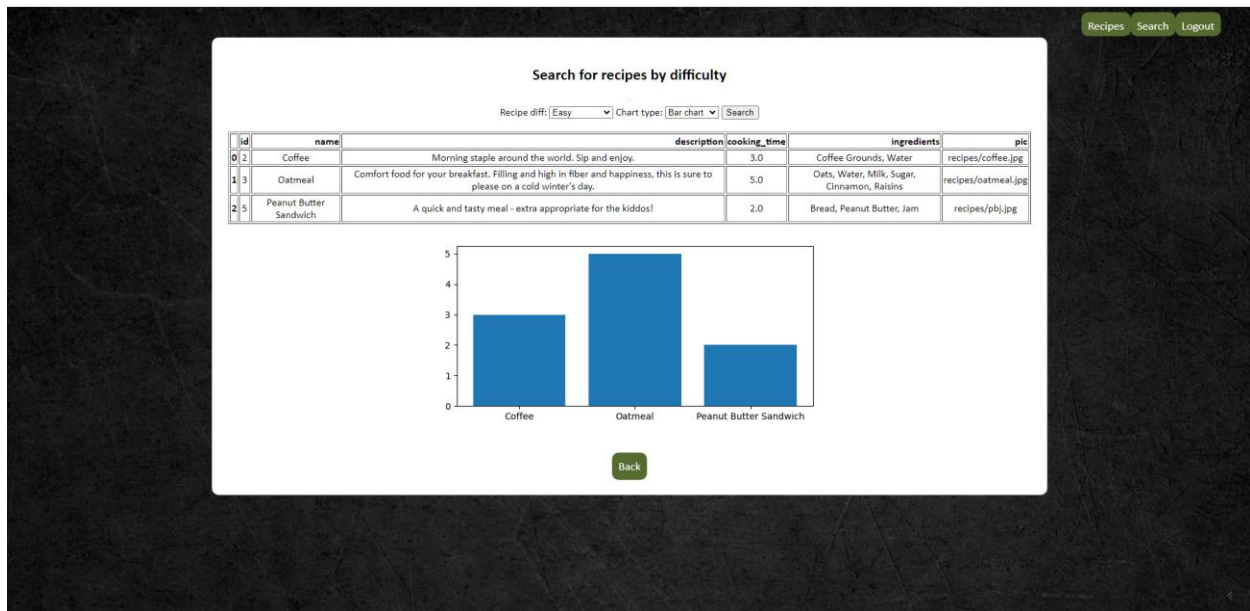 Recipes Search Logout
Search for recipes by difficulty
Recipe diff: Easy Chart type: Bar chart Search
id name description cooking_time ingredients pic
0 2 Coffee Morning staple around the world. Sip and enjoy. 3.0 Coffee Grounds, Water recipes/coffee.jpg
1 3 Oatmeal Comfort food for your breakfast. Filling and high in fiber and happiness, this is sure to 5.0 Oats, Water, Milk, Sugar, recipes/oatmeal.jpg
please on a cold winter's day. Cinnamon, Raisins
2 5 Peanut Butter A quick and tasty meal - extra appropriate for the kiddos! 2.0 Bread, Peanut Butter, Jam recipes/pbj.jpg
Sandwich
5
4
3
2
1
0
Coffee Oatmeal Peanut Butter Sandwich
Back